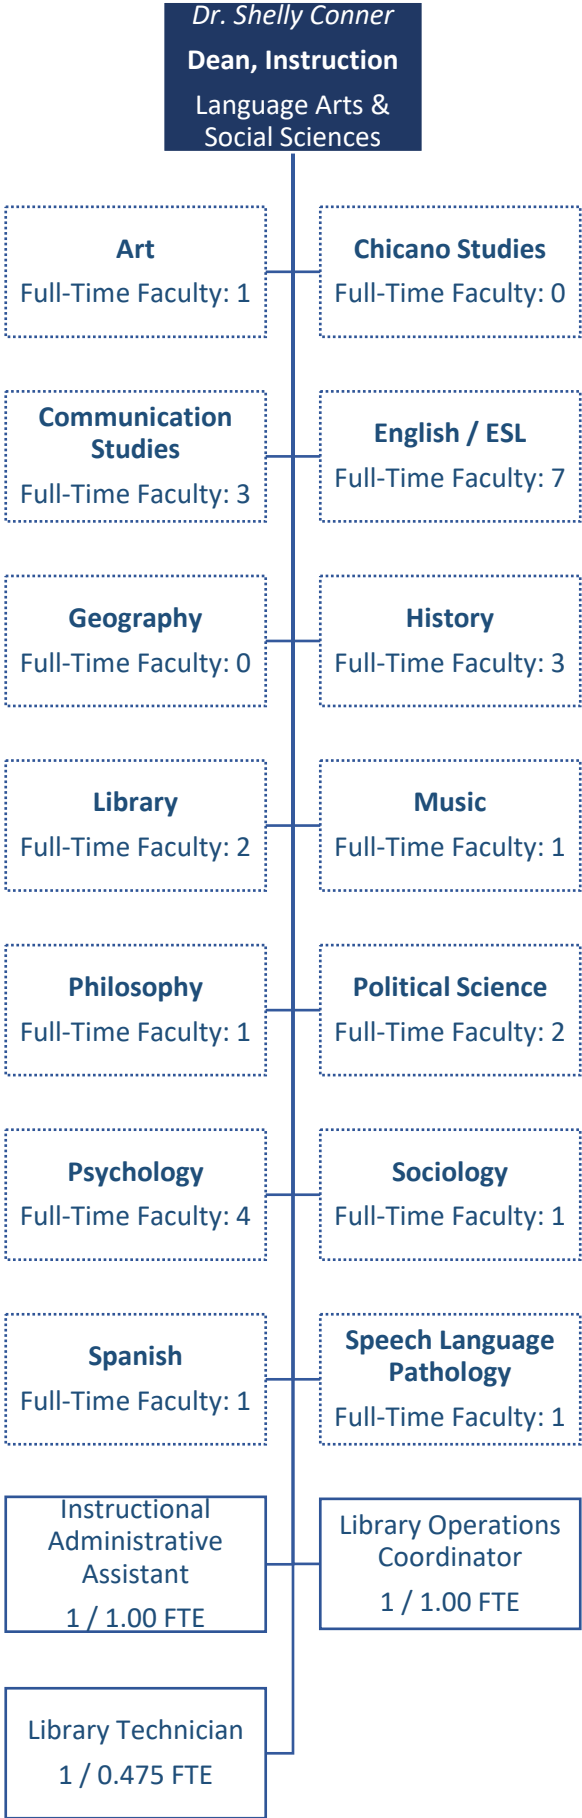 Dr. Shelly Conner
Dean, Instruction
Language Arts &
Social Sciences
Art
Full-Time Faculty: 1
Chicano Studies
Full-Time Faculty: 0
Communication
Studies
Full-Time Faculty: 3
English / ESL
Full-Time Faculty: 7
Geography
Full-Time Faculty: 0
History
Full-Time Faculty: 3
Library
Full-Time Faculty: 2
Music
Full-Time Faculty: 1
Philosophy
Full-Time Faculty: 1
Political Science
Full-Time Faculty: 2
Psychology
Full-Time Faculty: 4
Sociology
Full-Time Faculty: 1
Spanish
Full-Time Faculty: 1
Speech Language
Pathology
Full-Time Faculty: 1
Instructional
Administrative
Assistant
1 / 1.00 FTE
Library Operations
Coordinator
1 / 1.00 FTE
Library Technician
1 / 0.475 FTE